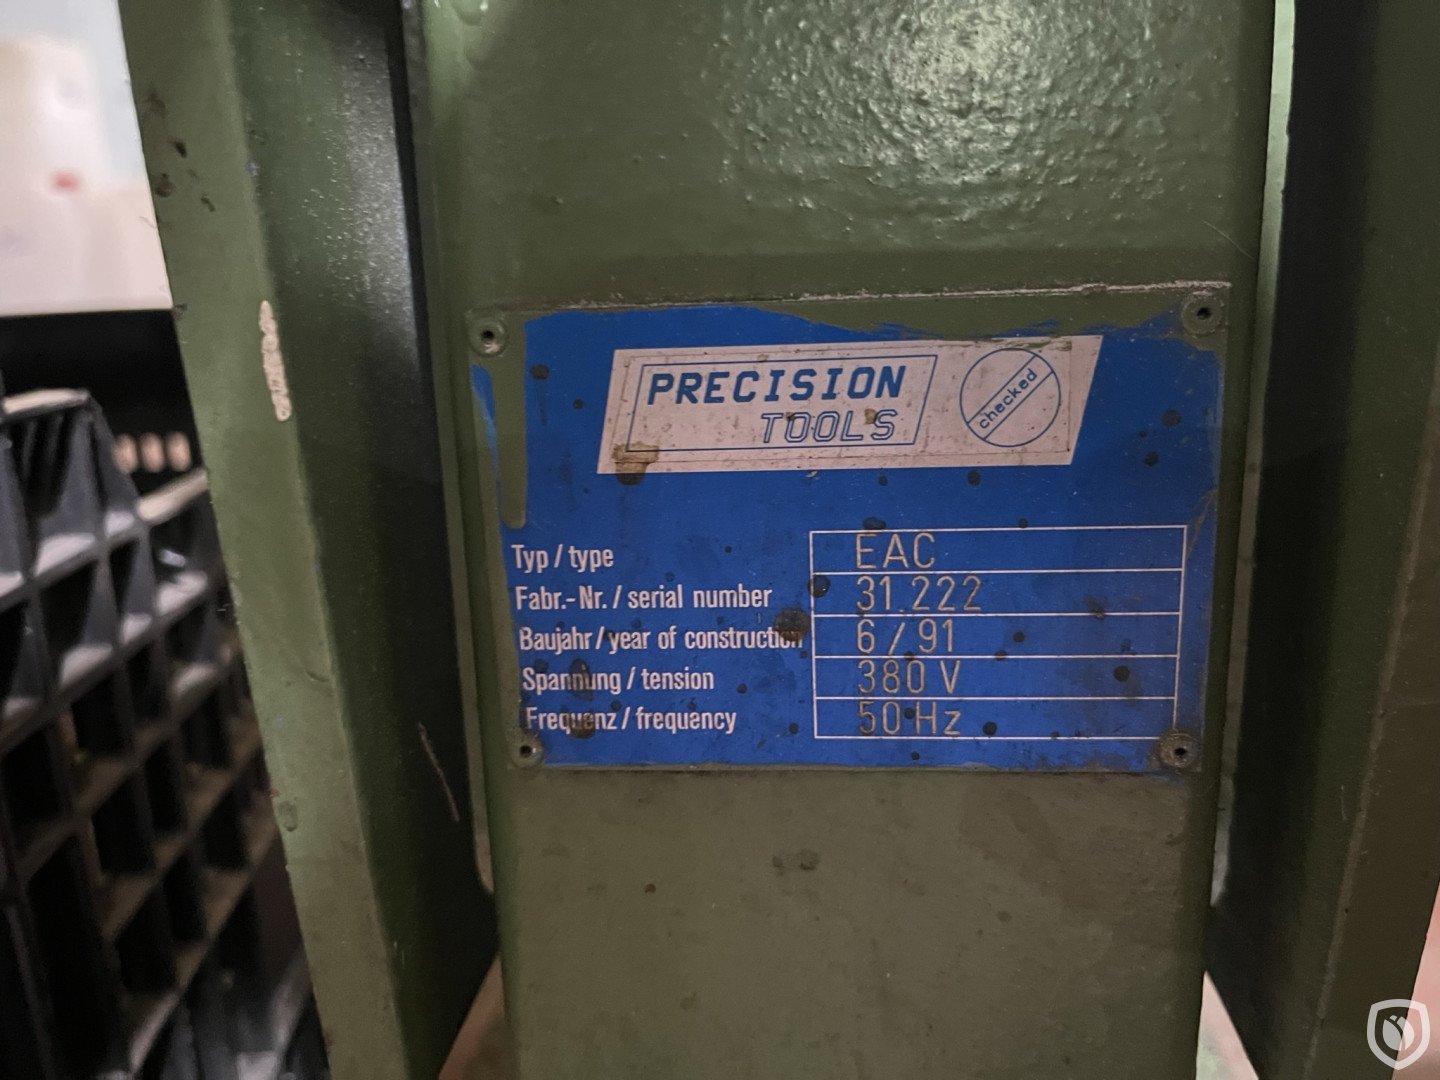 PRECISION
TOOLS
checked
Typ / type EAC
Fabr.-Nr. / serial number 31.222
Baujahr / year of construction 6 / 91
Spannung / tension 380 V
Frequenz / frequency 50 Hz